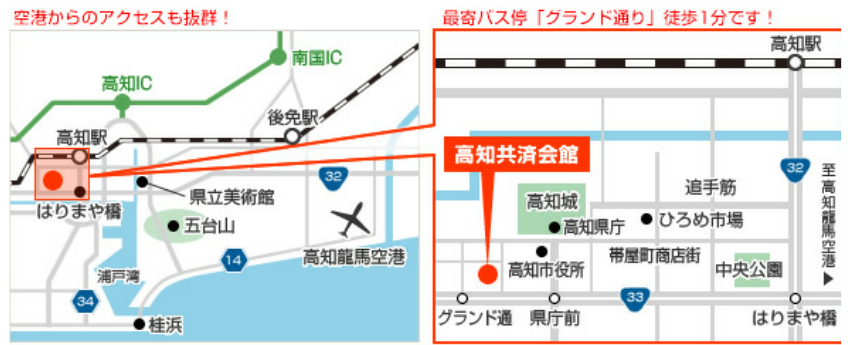 空港からのアクセスも抜群！
南国IC
高知IC
後免駅
高知駅
32
県立美術館
はりまや橋
五台山
高知龍馬空港
14
浦戸湾
34
桂浜
最寄バス停「グランド通り」徒歩1分です！
高知駅
高知共済会館
32
至高知龍馬空港▶
追手筋
高知城
高知県庁
ひろめ市場
帯屋町商店街
高知市役所
中央公園
33
グランド通
県庁前
はりまや橋